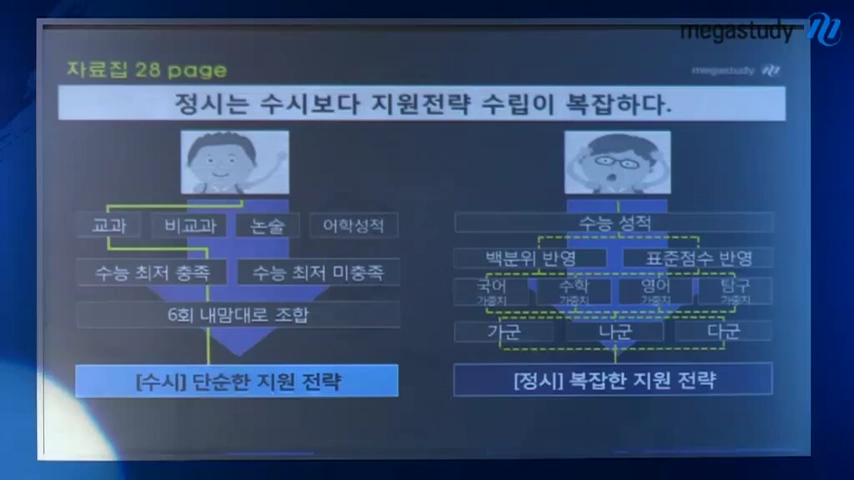 megastudy
자료집 28 page
megastudy
정시는 수시보다 지원전략 수립이 복잡하다.
교과 비교과 논술 어학성적
수능 최저 충족 수능 최저 미충족
6회 내맘대로 조합
[수시] 단순한 지원 전략
수능 성적
백분위 반영 표준점수 반영
국어 수학 영어 탐구
가중치 가중치 가중치 가중치
가군 나군 다군
[정시] 복잡한 지원 전략